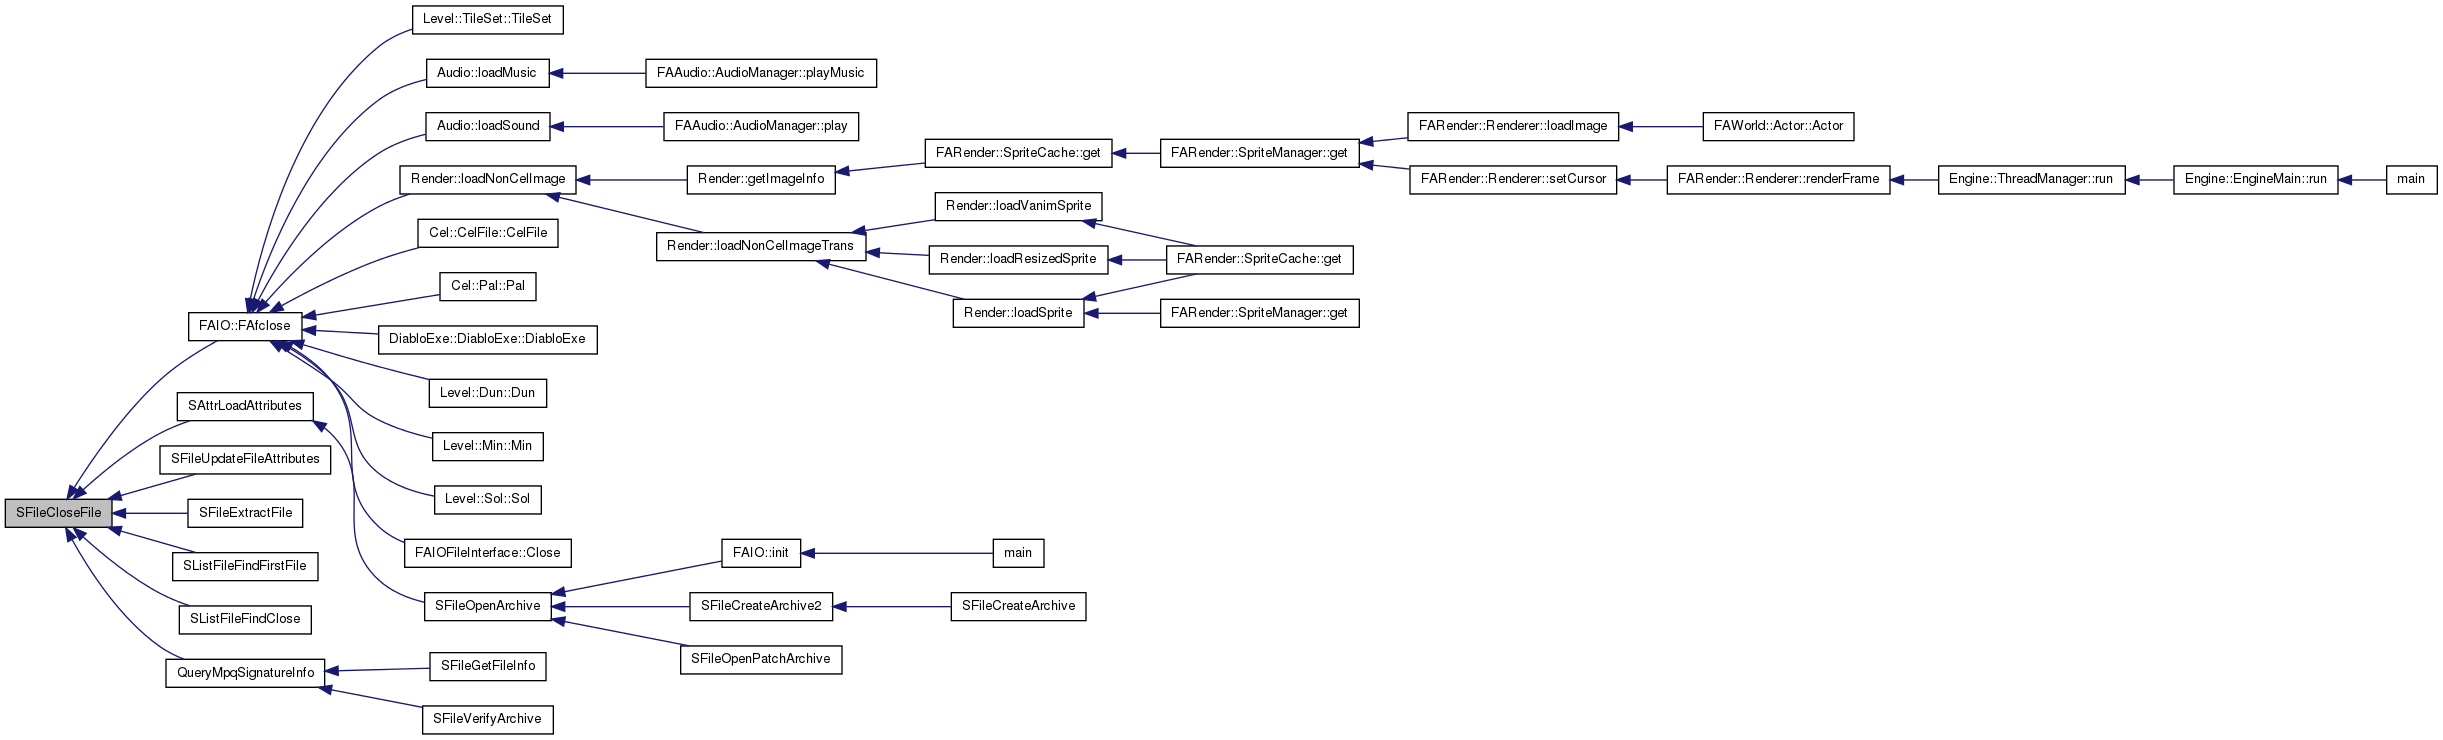 Level::TileSet::TileSet
Audio::loadMusic
FAAudio::AudioManager::playMusic
Audio::loadSound
FAAudio::AudioManager::play
FARender::Renderer::loadImage
FAWorld::Actor::Actor
FARender::SpriteCache::get
FARender::SpriteManager::get
Render::loadNonCelImage
Render::getImageInfo
FARender::Renderer::setCursor
FARender::Renderer::renderFrame
Engine::ThreadManager::run
Engine::EngineMain::run
main
Render::loadVanimSprite
Cel::CelFile::CelFile
Render::loadNonCelImageTrans
Render::loadResizedSprite
FARender::SpriteCache::get
Cel::Pal::Pal
Render::loadSprite
FARender::SpriteManager::get
FAIO::FAfclose
DiabloExe::DiabloExe::DiabloExe
Level::Dun::Dun
SAttrLoadAttributes
Level::Min::Min
SFileUpdateFileAttributes
Level::Sol::Sol
SFileCloseFile
SFileExtractFile
FAIOFileInterface::Close
FAIO::init
main
SListFileFindFirstFile
SFileOpenArchive
SFileCreateArchive2
SFileCreateArchive
SListFileFindClose
SFileOpenPatchArchive
QueryMpqSignatureInfo
SFileGetFileInfo
SFileVerifyArchive